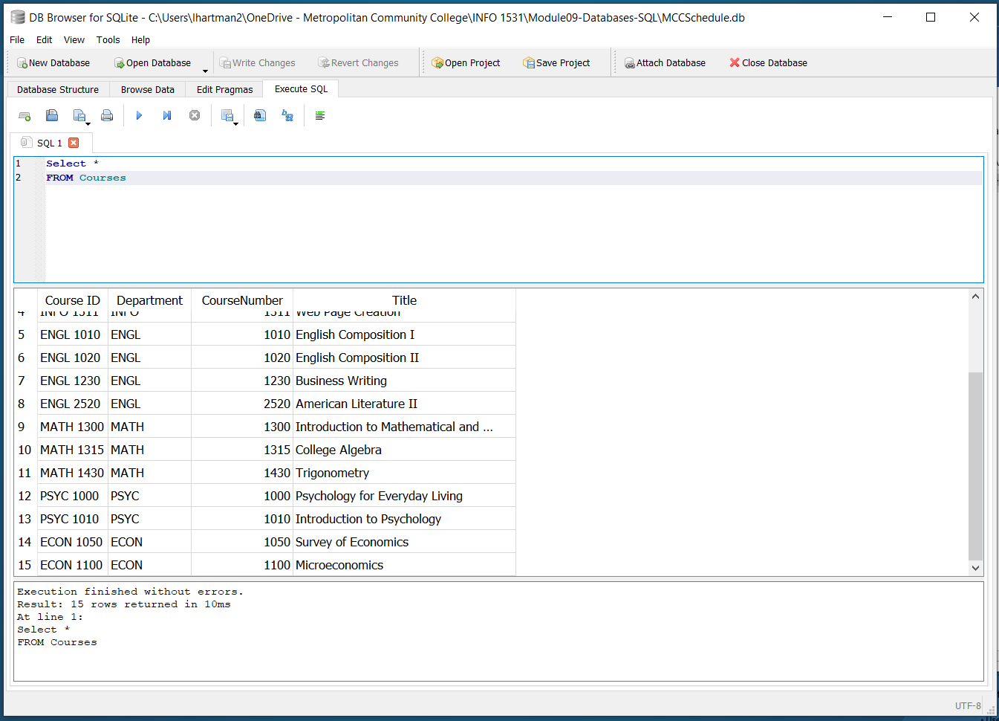 DB Browser for SQLite - C:\Users\lhartman2\OneDrive - Metropolitan Community College\INFO 1531\Module09-Databases-SQL\MCCSchedule.db
File Edit View Tools Help
New Database Open Database Write Changes Revert Changes Open Project Save Project Attach Database Close Database
Database Structure Browse Data Edit Pragmas Execute SQL
SQL 1
1 Select *
2 FROM Courses
Course ID Department CourseNumber Title
4 INFO 1311 INFO 1311 Web Page Creation
5 ENGL 1010 ENGL 1010 English Composition I
6 ENGL 1020 ENGL 1020 English Composition II
7 ENGL 1230 ENGL 1230 Business Writing
8 ENGL 2520 ENGL 2520 American Literature II
9 MATH 1300 MATH 1300 Introduction to Mathematical and ...
10 MATH 1315 MATH 1315 College Algebra
11 MATH 1430 MATH 1430 Trigonometry
12 PSYC 1000 PSYC 1000 Psychology for Everyday Living
13 PSYC 1010 PSYC 1010 Introduction to Psychology
14 ECON 1050 ECON 1050 Survey of Economics
15 ECON 1100 ECON 1100 Microeconomics
Execution finished without errors.
Result: 15 rows returned in 10ms
At line 1:
Select *
FROM Courses
UTF-8